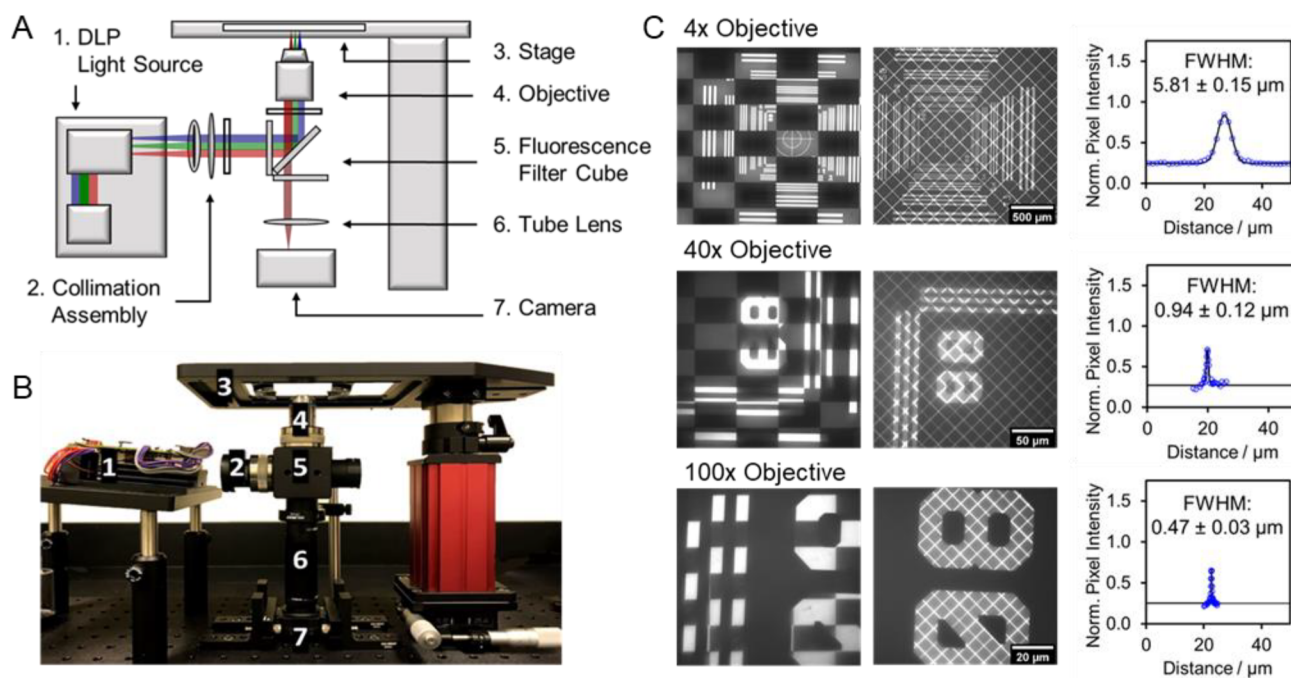 A
1. DLP
Light Source
3. Stage
4. Objective
5. Fluorescence
Filter Cube
6. Tube Lens
2. Collimation
Assembly
7. Camera
B
1
2
3
4
5
6
7
C
4x Objective
500 µm
Norm. Pixel Intensity
1.5
1.0
0.5
0.0
FWHM:
5.81 ± 0.15 µm
0 20 40
Distance / µm
40x Objective
50 µm
Norm. Pixel Intensity
1.5
1.0
0.5
0.0
FWHM:
0.94 ± 0.12 µm
0 20 40
Distance / µm
100x Objective
20 µm
Norm. Pixel Intensity
1.5
1.0
0.5
0.0
FWHM:
0.47 ± 0.03 µm
0 20 40
Distance / µm